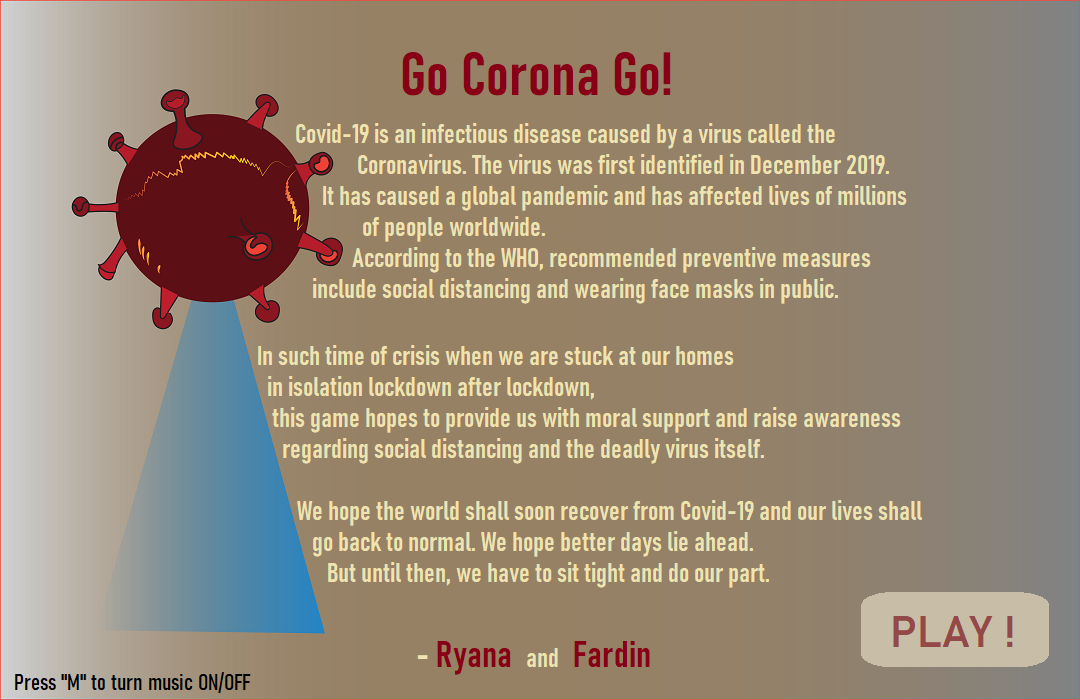 Go Corona Go!
Covid-19 is an infectious disease caused by a virus called the
Coronavirus. The virus was first identified in December 2019.
It has caused a global pandemic and has affected lives of millions
of people worldwide.
According to the WHO, recommended preventive measures
include social distancing and wearing face masks in public.
In such time of crisis when we are stuck at our homes
in isolation lockdown after lockdown,
this game hopes to provide us with moral support and raise awareness
regarding social distancing and the deadly virus itself.
We hope the world shall soon recover from Covid-19 and our lives shall
go back to normal. We hope better days lie ahead.
But until then, we have to sit tight and do our part.
PLAY !
- Ryana and Fardin
Press "M" to turn music ON/OFF